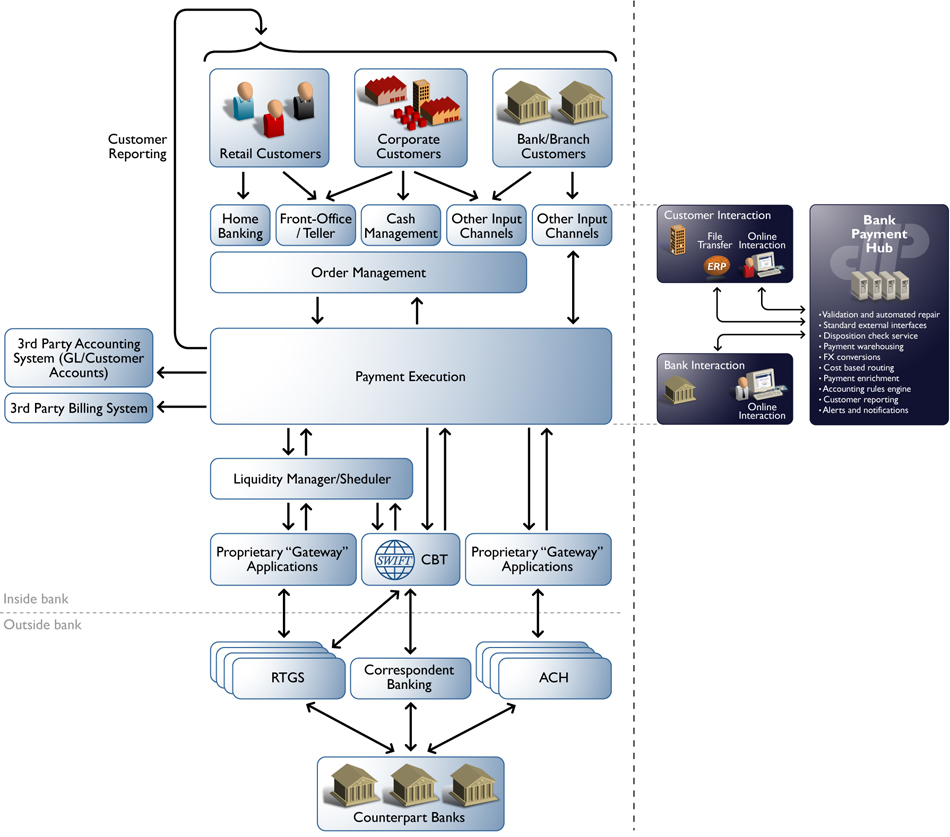 Customer
Reporting
Retail Customers
Corporate
Customers
Bank/Branch
Customers
Home
Banking
Front-Office
/ Teller
Cash
Management
Other Input
Channels
Other Input
Channels
Order Management
3rd Party Accounting
System (GL/Customer
Accounts)
3rd Party Billing System
Payment Execution
Liquidity Manager/Sheduler
Proprietary “Gateway”
Applications
SWIFT
CBT
Proprietary “Gateway”
Applications
Inside bank
Outside bank
RTGS
Correspondent
Banking
ACH
Counterpart Banks
Customer Interaction
File
Transfer
ERP
Online
Interaction
Bank Interaction
Online
Interaction
Bank
Payment
Hub
• Validation and automated repair
• Standard external interfaces
• Disposition check service
• Payment warehousing
• FX conversions
• Cost based routing
• Payment enrichment
• Accounting rules engine
• Customer reporting
• Alerts and notifications